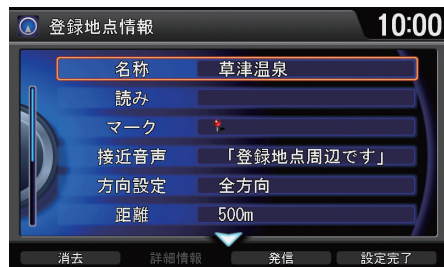 登録地点情報 10:00
名称 草津温泉
読み
マーク
接近音声 「登録地点周辺です」
方向設定 全方向
距離 500m
消去 詳細情報 発信 設定完了